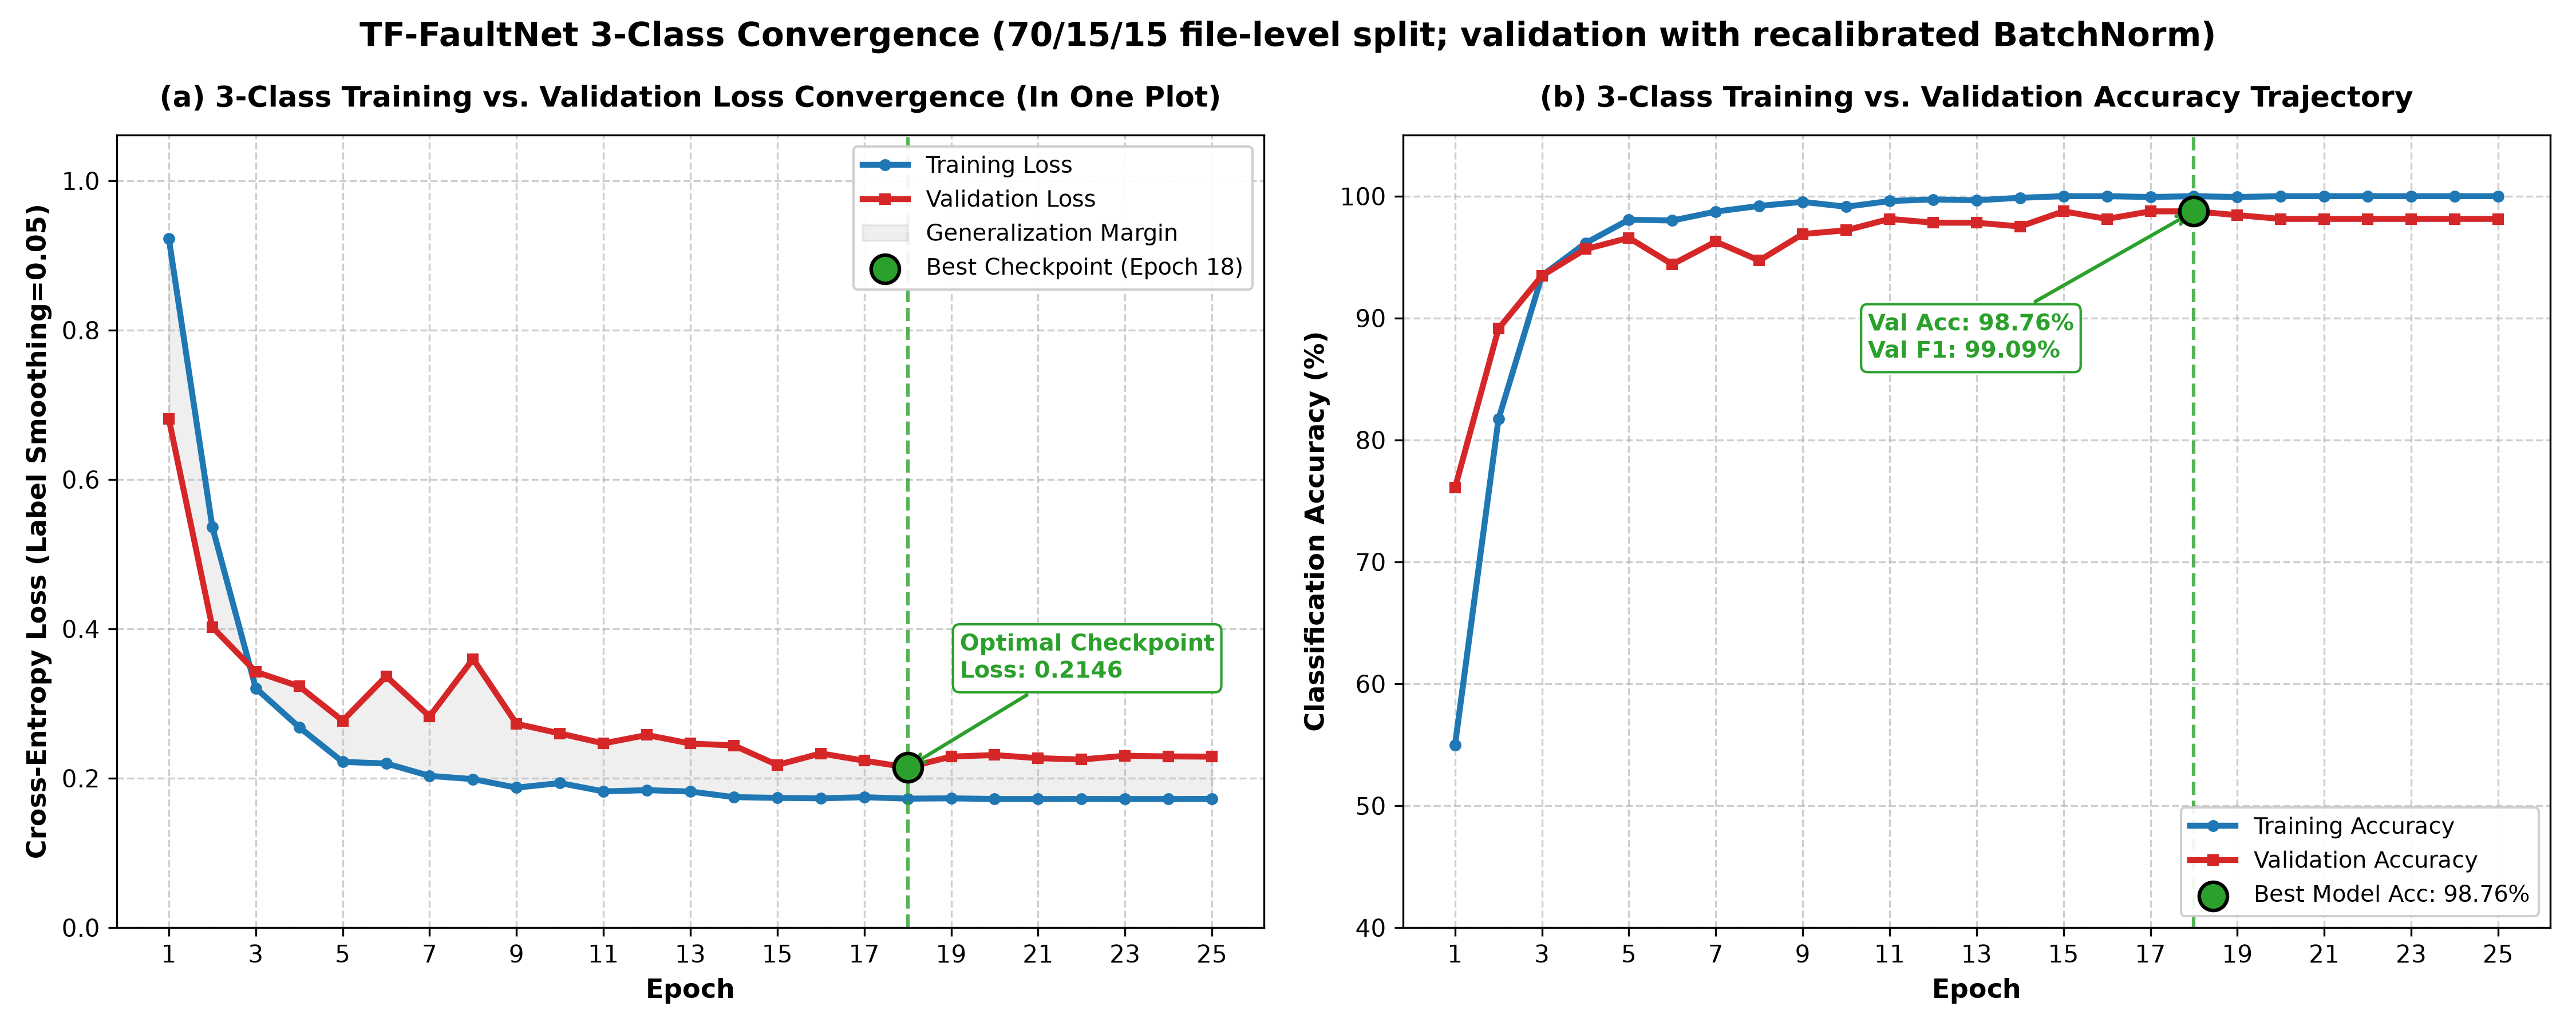 TF-FaultNet 3-Class Convergence (70/15/15 file-level split; validation with recalibrated BatchNorm)
(a) 3-Class Training vs. Validation Loss Convergence (In One Plot)
Cross-Entropy Loss (Label Smoothing=0.05)
1.0
0.8
0.6
0.4
0.2
0.0
Training Loss
Validation Loss
Generalization Margin
Best Checkpoint (Epoch 18)
Optimal Checkpoint
Loss: 0.2146
1 3 5 7 9 11 13 15 17 19 21 23 25
Epoch
(b) 3-Class Training vs. Validation Accuracy Trajectory
Classification Accuracy (%)
100
90
80
70
60
50
40
Val Acc: 98.76%
Val F1: 99.09%
Training Accuracy
Validation Accuracy
Best Model Acc: 98.76%
1 3 5 7 9 11 13 15 17 19 21 23 25
Epoch